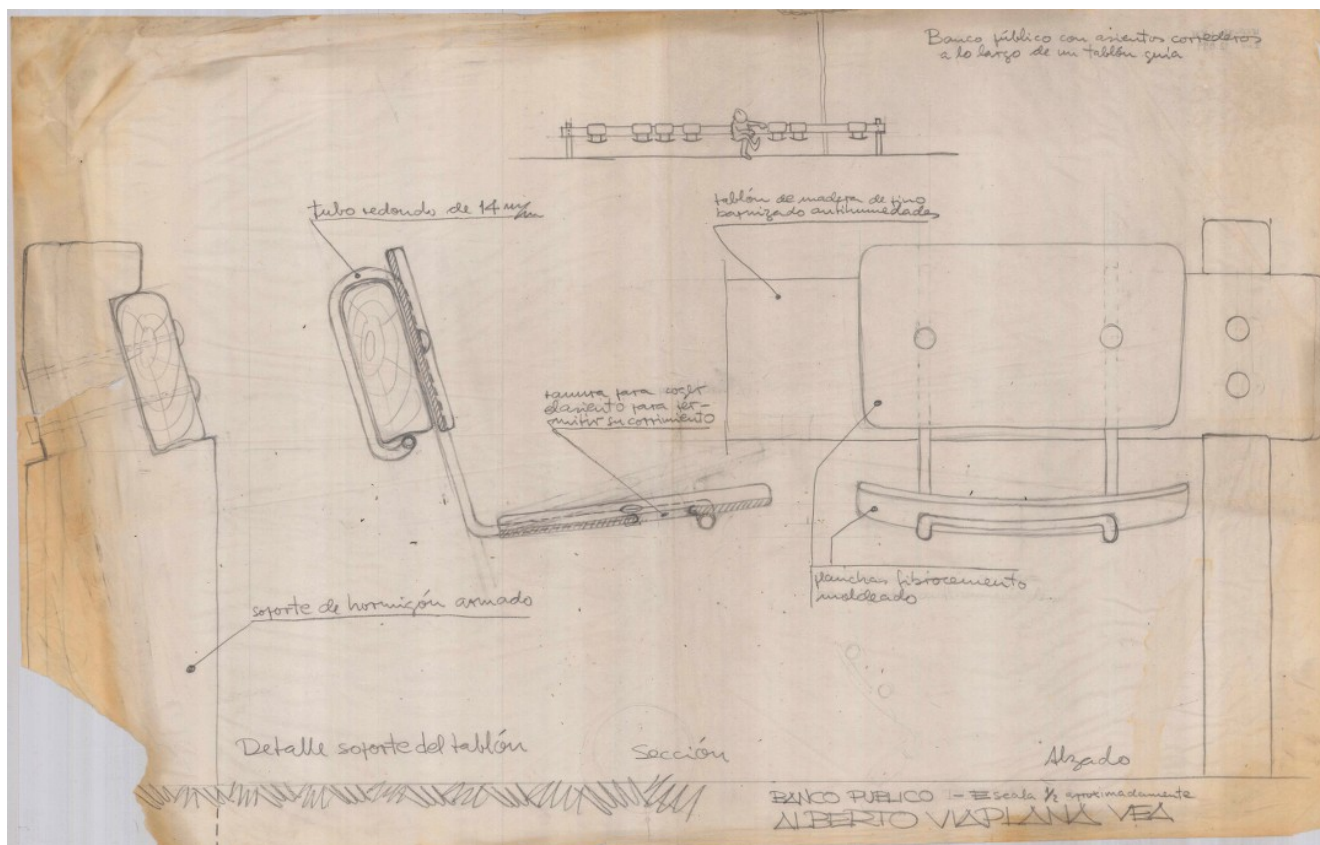 Banco público con asientos correderos
a lo largo de un tablón guía
tubo redondo de 14 m/m
tablón de madera de pino
barnizado antihumedades
ranura para coger
el asiento para per-
mitir su corrimiento
planchas fibrocemento
moldeado
soporte de hormigón armado
Detalle soporte del tablón
Sección
Alzado
BANCO PUBLICO - Escala 1/2 aproximadamente
ALBERTO VIAPLANA VEA